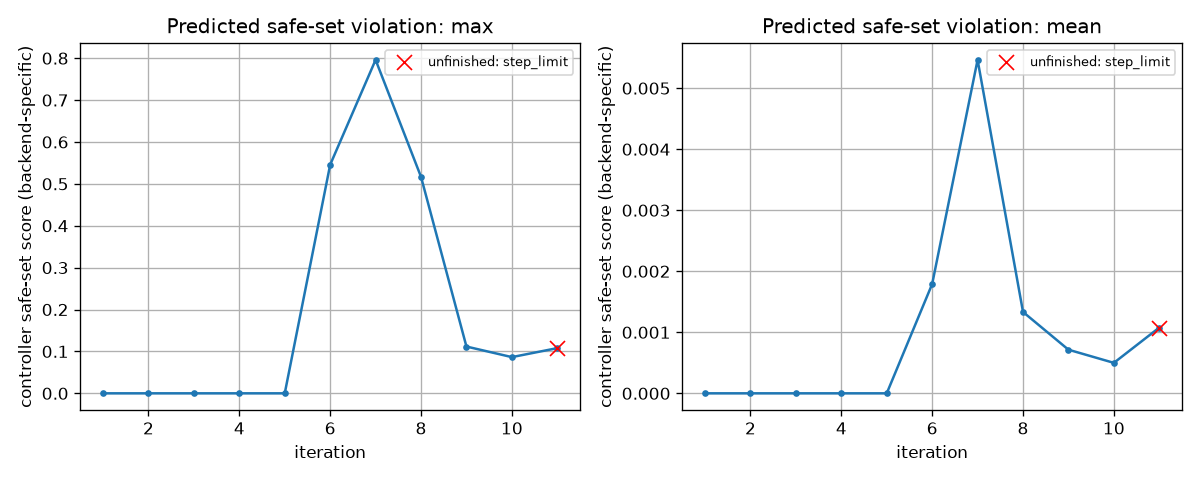 Predicted safe-set violation: max
controller safe-set score (backend-specific)
0.8
0.7
0.6
0.5
0.4
0.3
0.2
0.1
0.0
unfinished: step_limit
2 4 6 8 10
iteration
Predicted safe-set violation: mean
controller safe-set score (backend-specific)
0.005
0.004
0.003
0.002
0.001
0.000
unfinished: step_limit
2 4 6 8 10
iteration